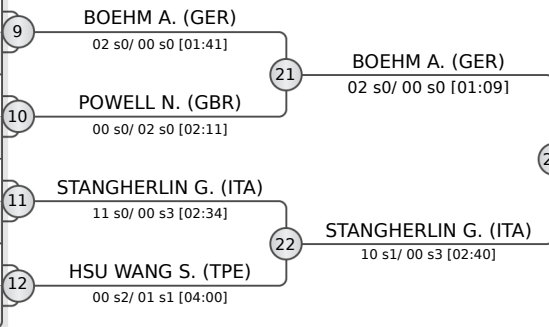 9
BOEHM A. (GER)
02 s0/ 00 s0 [01:41]
21
BOEHM A. (GER)
02 s0/ 00 s0 [01:09]
10
POWELL N. (GBR)
00 s0/ 02 s0 [02:11]
11
STANGHERLIN G. (ITA)
11 s0/ 00 s3 [02:34]
22
STANGHERLIN G. (ITA)
10 s1/ 00 s3 [02:40]
12
HSU WANG S. (TPE)
00 s2/ 01 s1 [04:00]